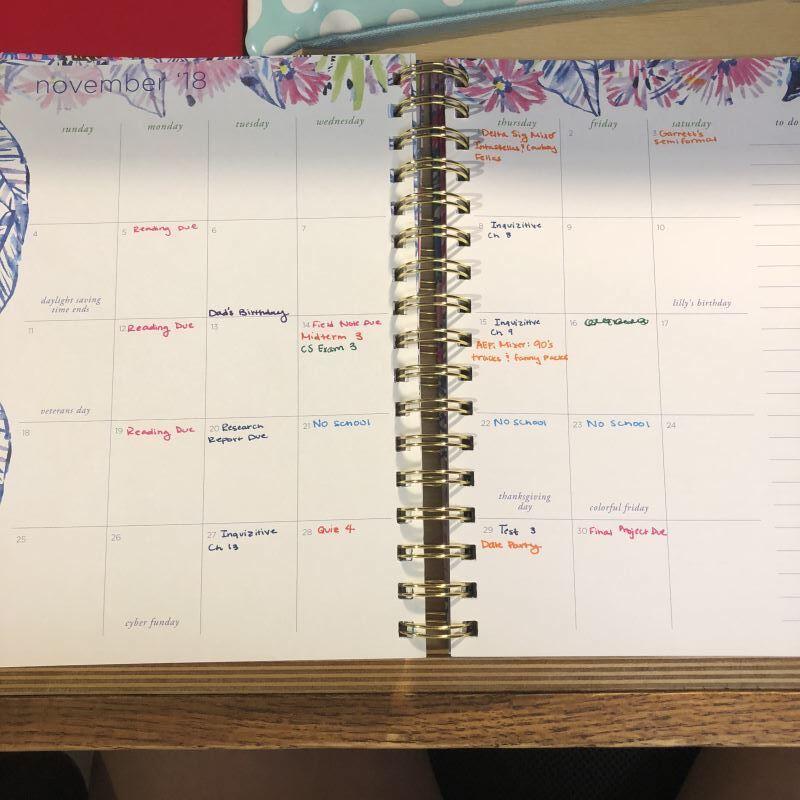 november '18
sunday monday tuesday wednesday thursday friday saturday to do
1 Delta Sig Mixer
Intastellas & Cowboy
Fellas
2
3 Garrett's
semiformal
4
daylight saving
time ends
5 Reading Due
6
Dad's Birthday
7
8 Inquizitive
Ch 8
9
10
lilly's birthday
11
veterans day
12 Reading Due
13
14 Field Note Due
Midterm 3
CS Exam 3
15 Inquizitive
Ch 9
AEPi Mixer: 90's
tracks & fanny packs
16
17
18
19 Reading Due
20 Research
Report Due
21 No School
22 No School
thanksgiving
day
23 No School
colorful friday
24
25
26
cyber funday
27 Inquizitive
Ch 13
28 Quiz 4
29 Test 3
Date Party
30 Final Project Due